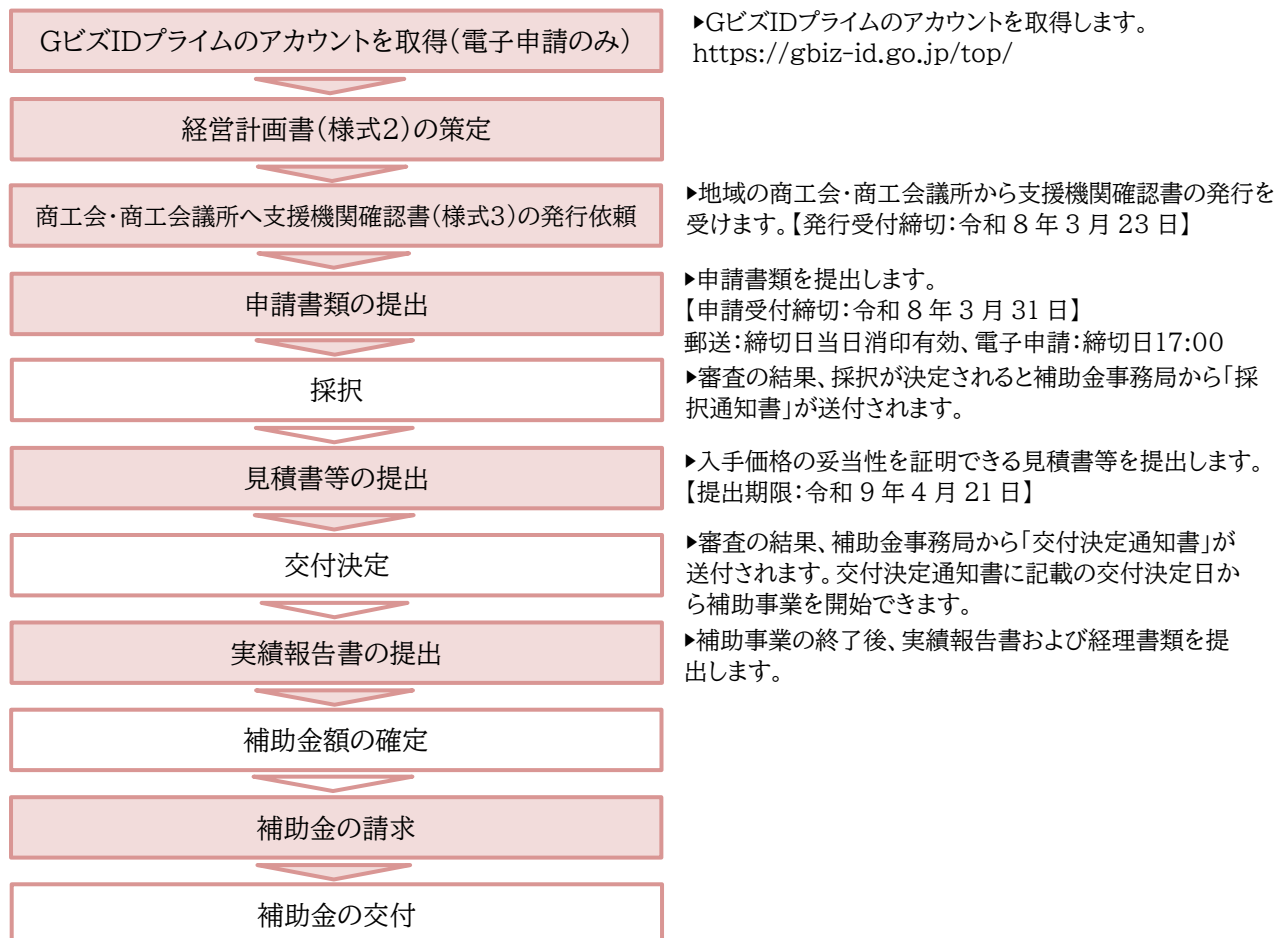 GビズIDプライムのアカウントを取得(電子申請のみ)
▶GビズIDプライムのアカウントを取得します。
https://gbiz-id.go.jp/top/
経営計画書(様式2)の策定
商工会・商工会議所へ支援機関確認書(様式3)の発行依頼
▶地域の商工会・商工会議所から支援機関確認書の発行を
受けます。【発行受付締切:令和 8 年 3 月 23 日】
申請書類の提出
▶申請書類を提出します。
【申請受付締切:令和 8 年 3 月 31 日】
郵送:締切日当日消印有効、電子申請:締切日17:00
採択
▶審査の結果、採択が決定されると補助金事務局から「採
択通知書」が送付されます。
見積書等の提出
▶入手価格の妥当性を証明できる見積書等を提出します。
【提出期限:令和 9 年 4 月 21 日】
交付決定
▶審査の結果、補助金事務局から「交付決定通知書」が
送付されます。交付決定通知書に記載の交付決定日か
ら補助事業を開始できます。
実績報告書の提出
▶補助事業の終了後、実績報告書および経理書類を提
出します。
補助金額の確定
補助金の請求
補助金の交付